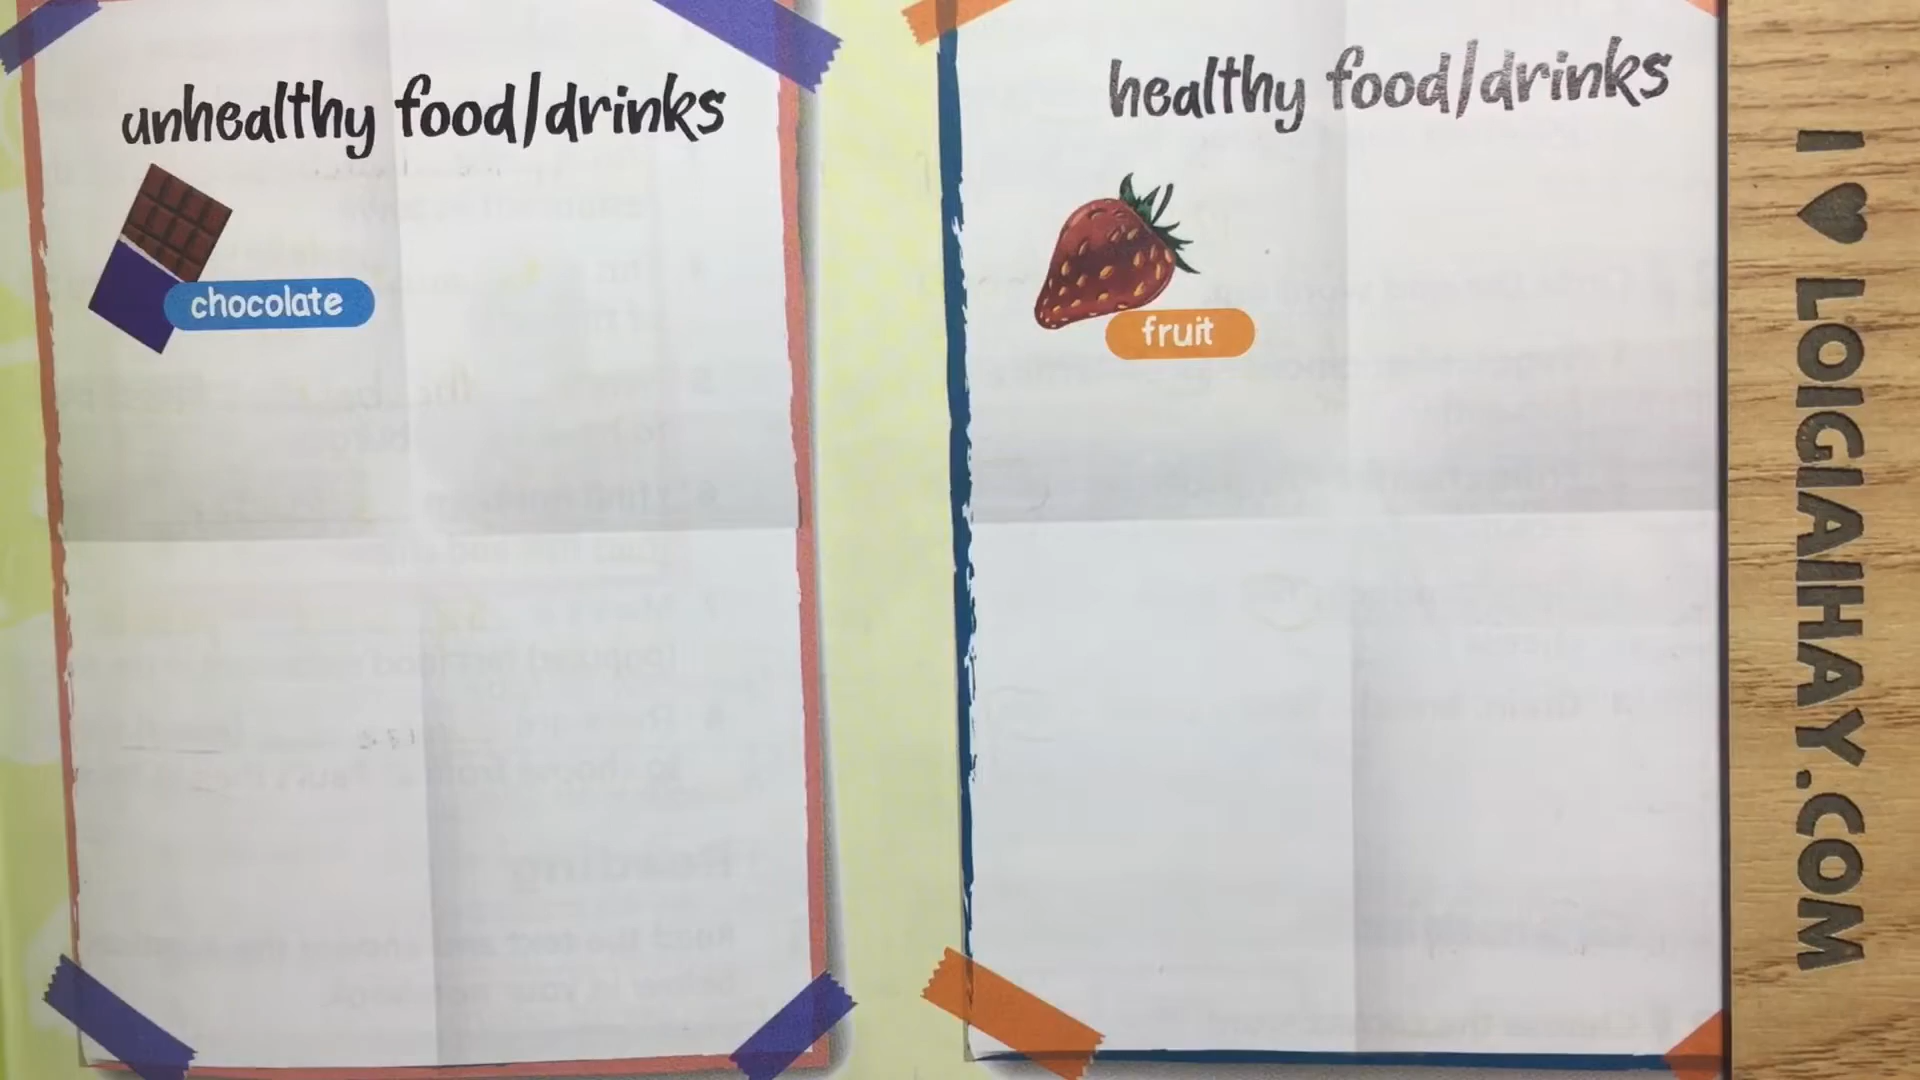 unhealthy food/drinks
chocolate
healthy food/drinks
fruit
I ♥ LOIGIAIHAY.COM